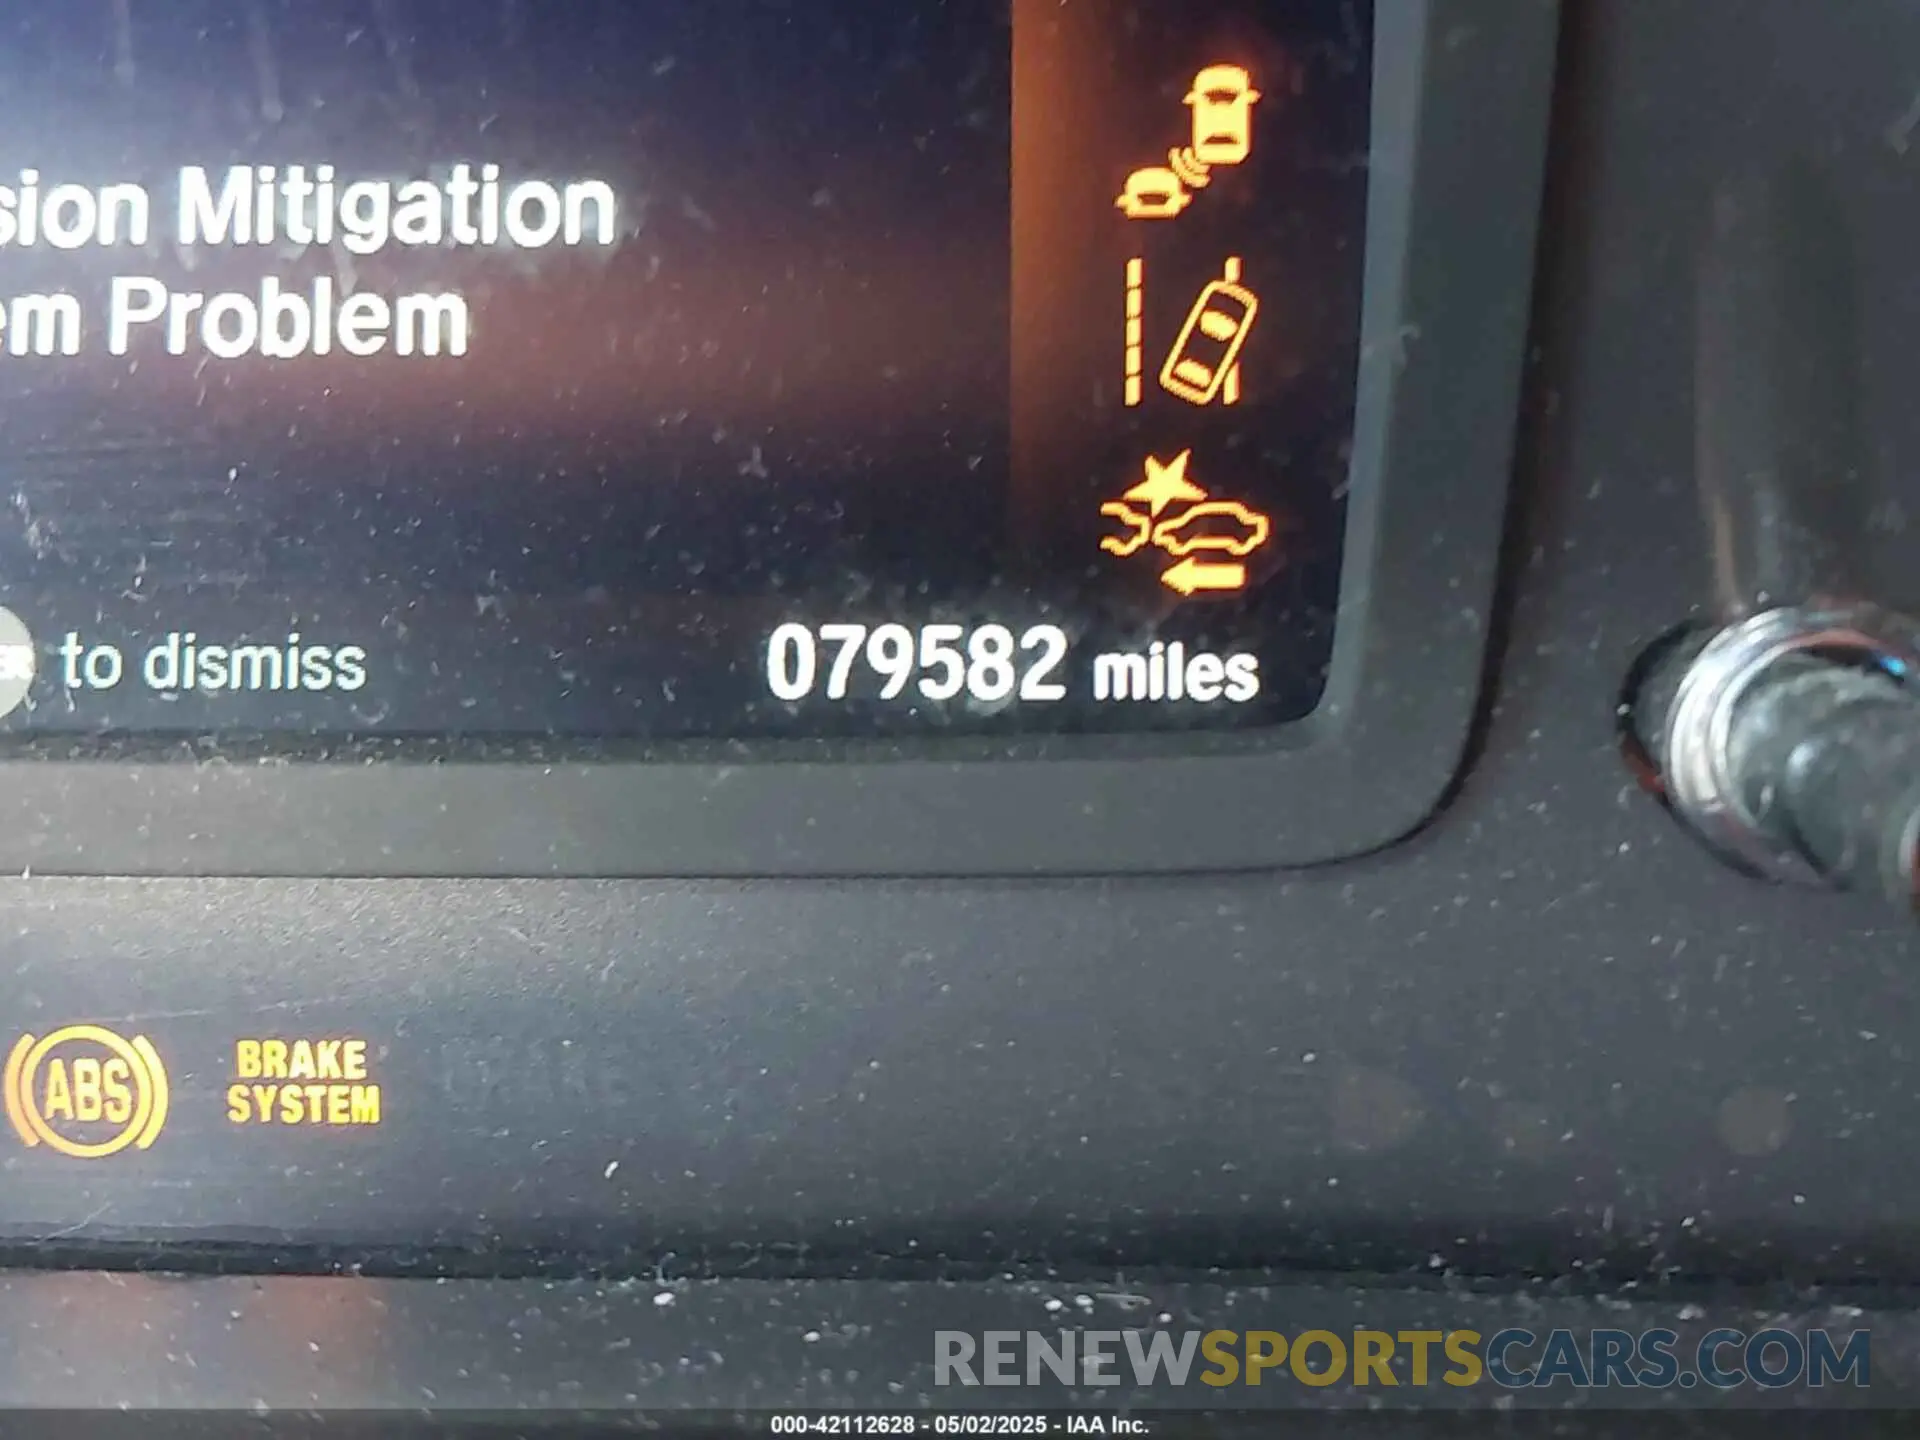 sion Mitigation
em Problem
to dismiss
079582 miles
ABS
BRAKE
SYSTEM
RENEWSPORTSCARS.COM
000-42112628 - 05/02/2025 - IAA Inc.